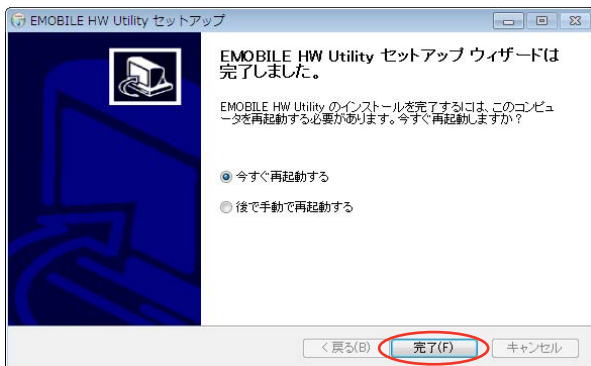 EMOBILE HW Utility セットアップ
EMOBILE HW Utility セットアップ ウィザードは
完了しました。
EMOBILE HW Utility のインストールを完了するには、このコンピュ
ータを再起動する必要があります。今すぐ再起動しますか？
今すぐ再起動する
後で手動で再起動する
< 戻る(B)
完了(F)
キャンセル